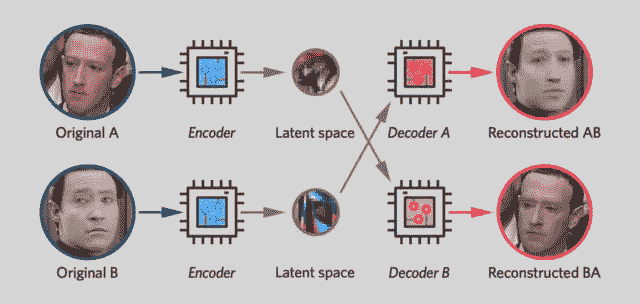 Original A
Encoder
Latent space
Decoder A
Reconstructed AB
Original B
Encoder
Latent space
Decoder B
Reconstructed BA